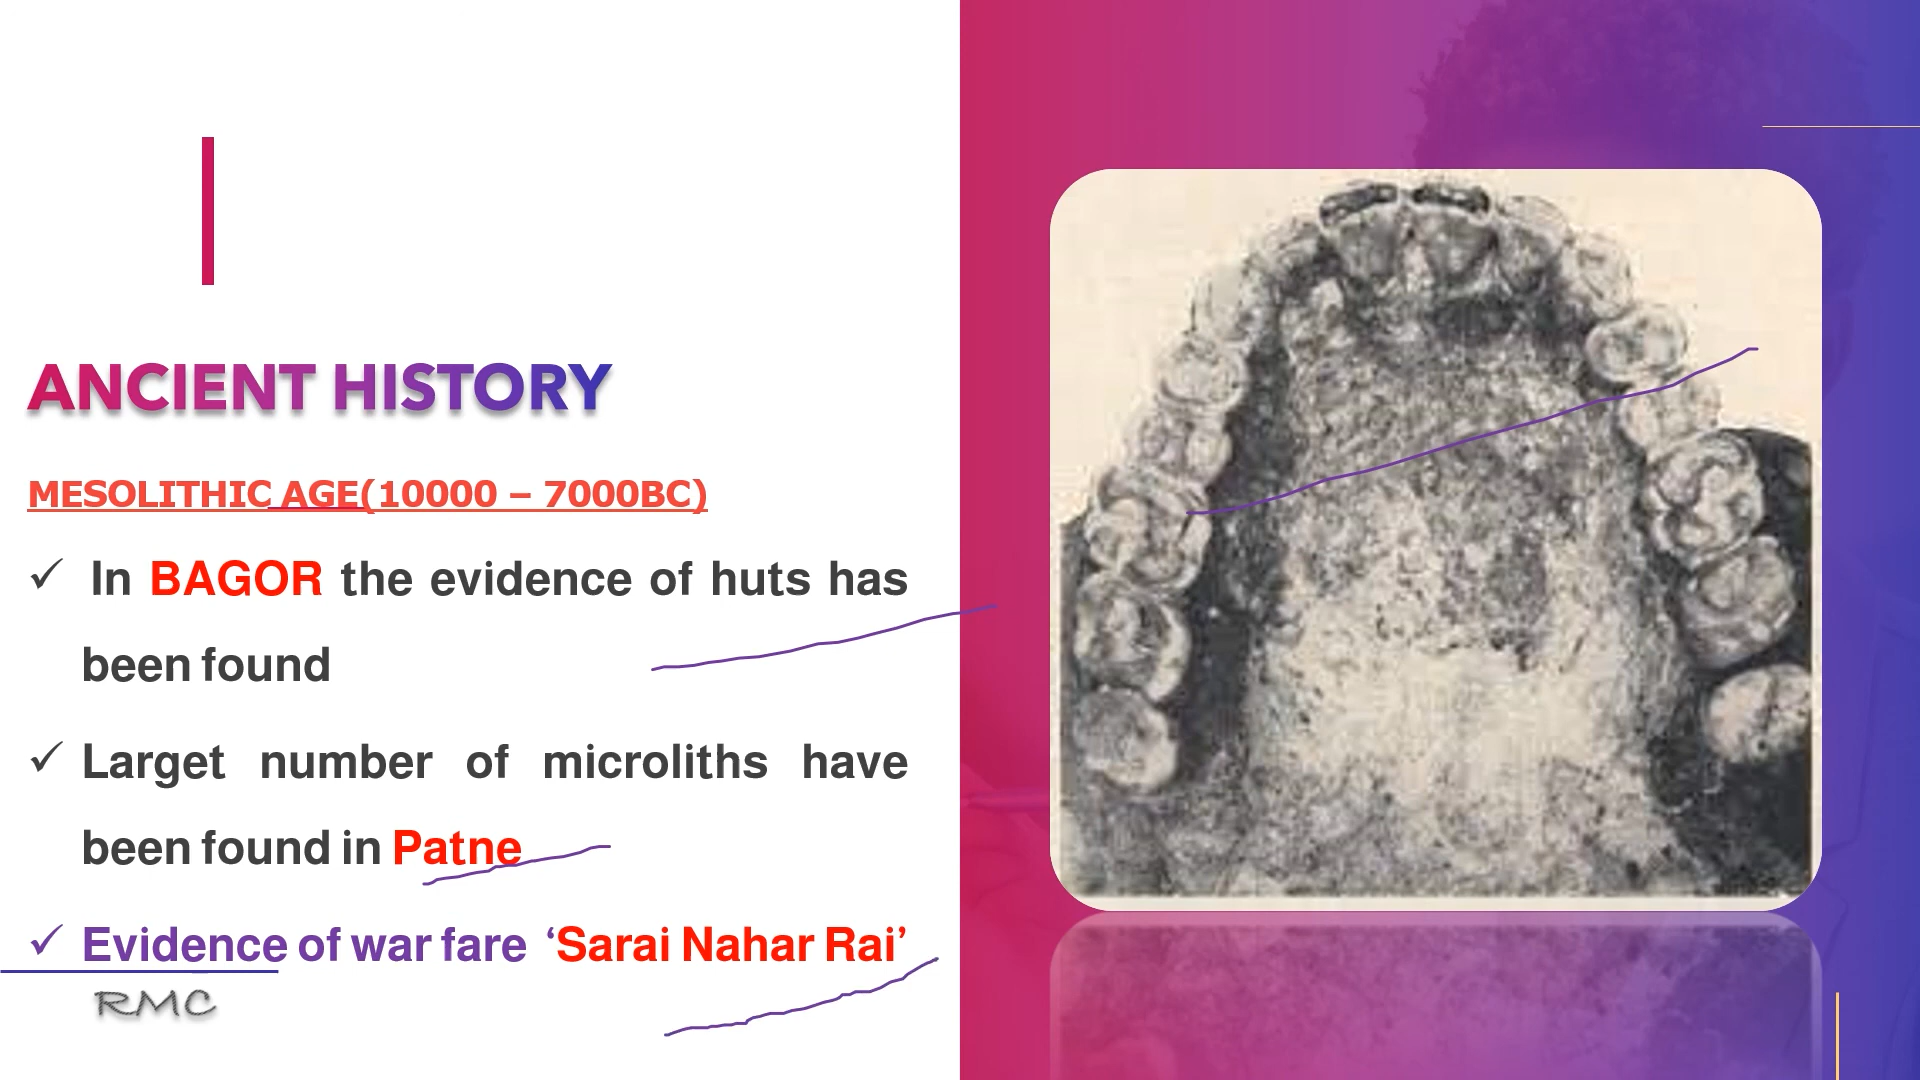 ANCIENT HISTORY
MESOLITHIC AGE(10000 – 7000BC)
✓ In BAGOR the evidence of huts has
been found
✓ Larget number of microliths have
been found in Patne
✓ Evidence of war fare ‘Sarai Nahar Rai’
RMC